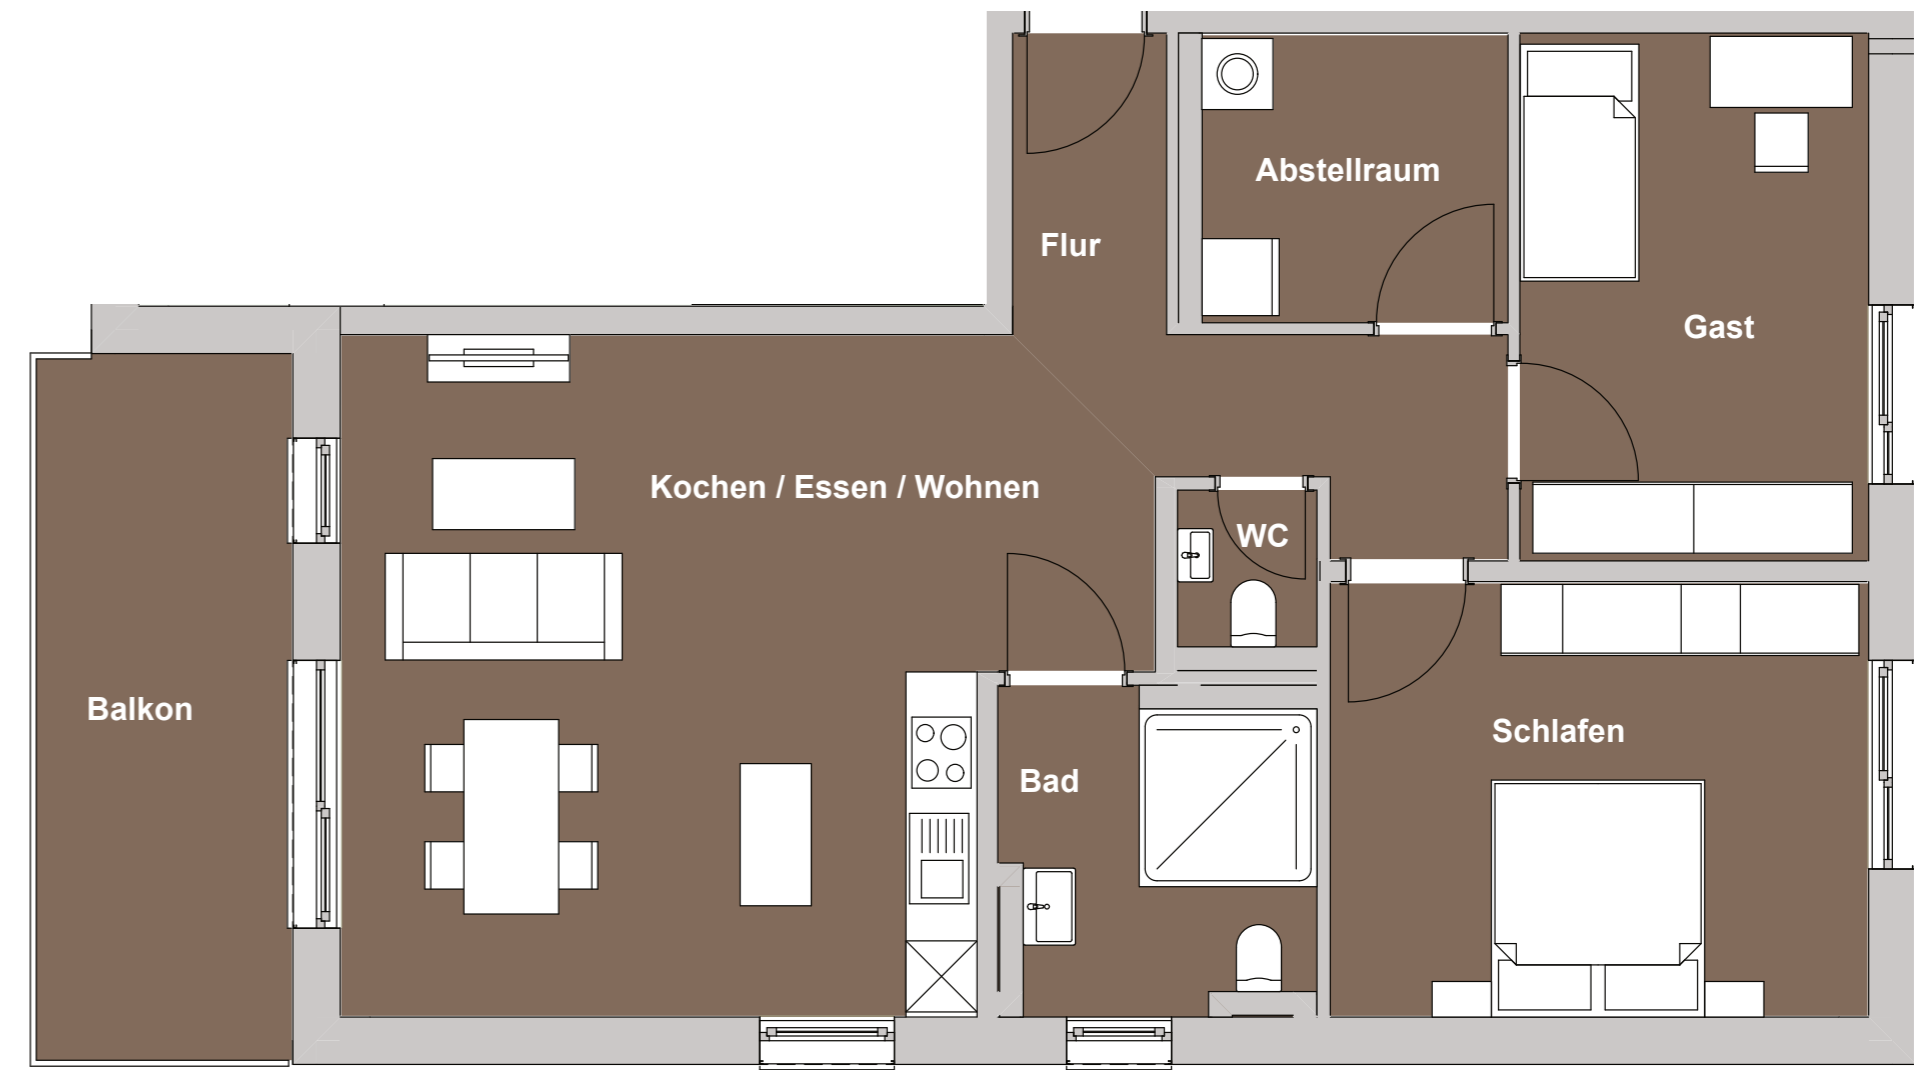 Abstellraum
Flur
Gast
Kochen / Essen / Wohnen
WC
Balkon
Schlafen
Bad